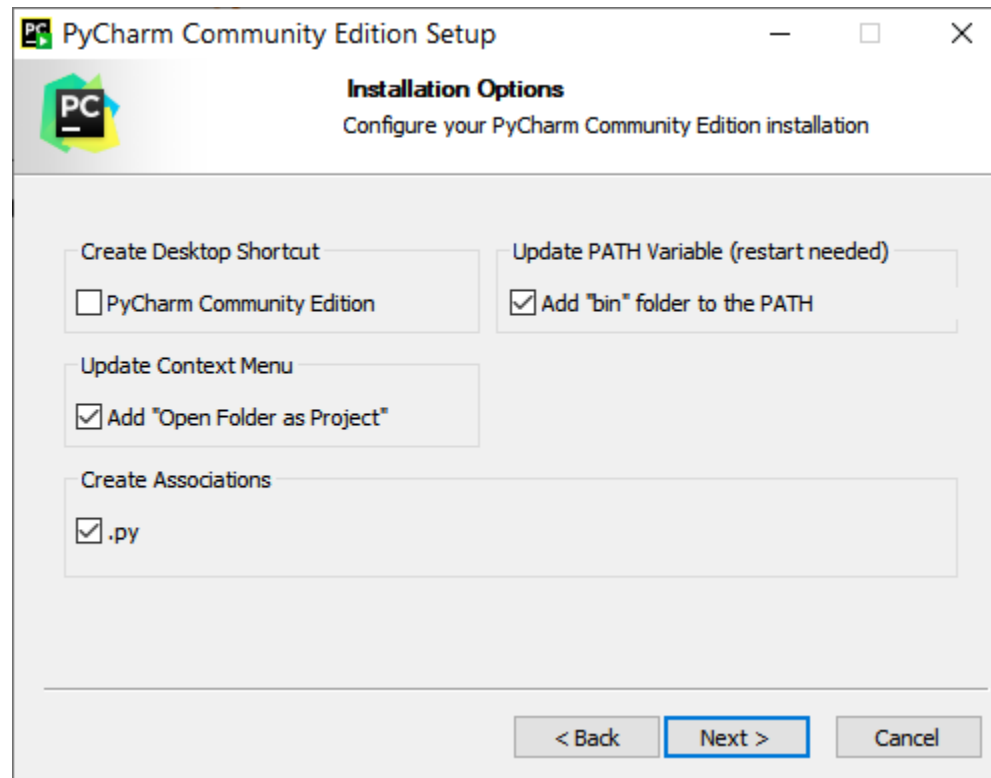 PyCharm Community Edition Setup
PC
Installation Options
Configure your PyCharm Community Edition installation
Create Desktop Shortcut
PyCharm Community Edition
Update PATH Variable (restart needed)
Add "bin" folder to the PATH
Update Context Menu
Add "Open Folder as Project"
Create Associations
.py
< Back
Next >
Cancel